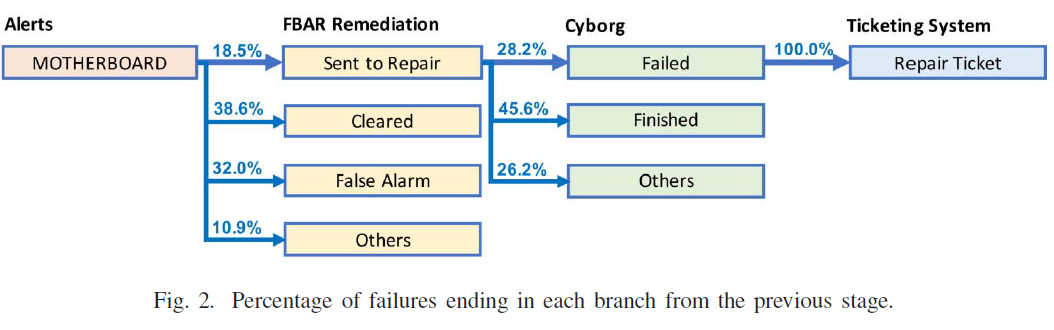 Alerts FBAR Remediation Cyborg Ticketing System
MOTHERBOARD 18.5% Sent to Repair 28.2% Failed 100.0% Repair Ticket
38.6% Cleared 45.6% Finished
32.0% False Alarm 26.2% Others
10.9% Others
Fig. 2. Percentage of failures ending in each branch from the previous stage.